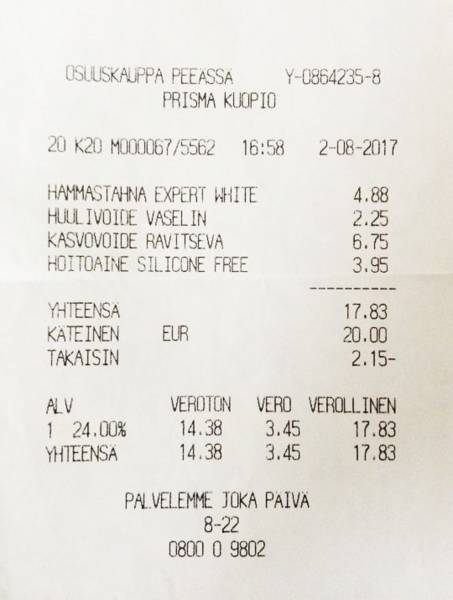 OSUUSKAUPPA PEEÄSSÄ Y-0864235-8
PRISMA KUOPIO
20 K20 M000067/5562 16:58 2-08-2017
HAMMASTAHNA EXPERT WHITE 4.88
HUULIVOIDE VASELIN 2.25
KASVOVOIDE RAVITSEVA 6.75
HOITOAINE SILICONE FREE 3.95
----------
YHTEENSÄ 17.83
KÄTEINEN EUR 20.00
TAKAISIN 2.15-
ALV VEROTON VERO VEROLLINEN
1 24.00% 14.38 3.45 17.83
YHTEENSÄ 14.38 3.45 17.83
PALVELEMME JOKA PÄIVÄ
8-22
0800 0 9802